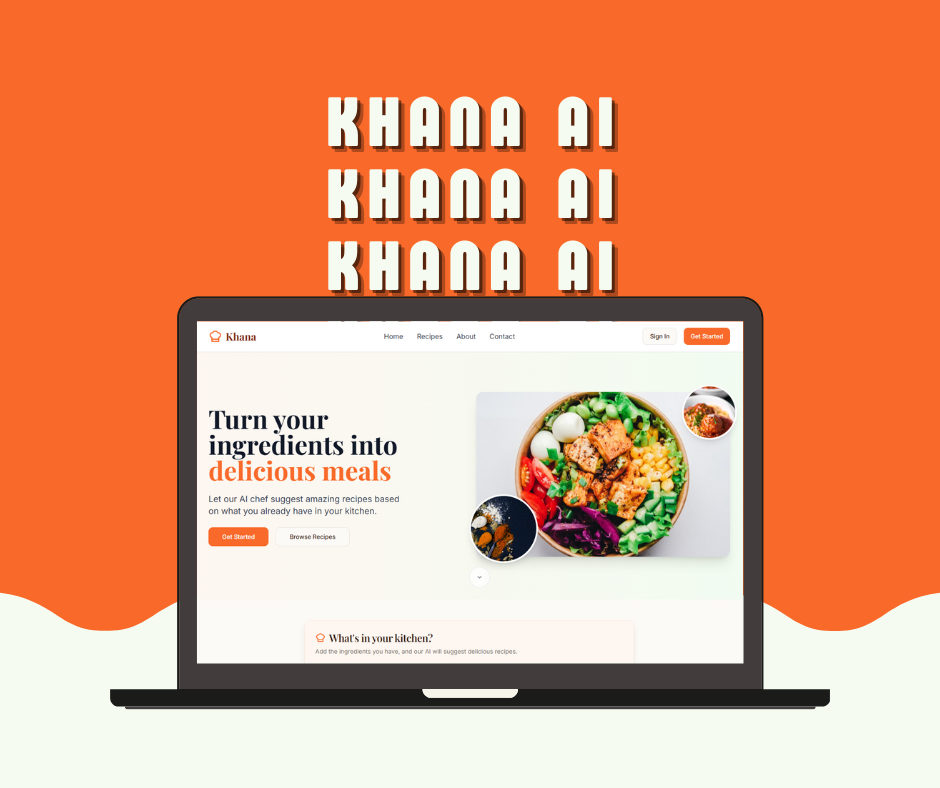 KHANA AI
KHANA AI
KHANA AI
Khana
Home Recipes About Contact
Sign In Get Started
Turn your
ingredients into
delicious meals
Let our AI chef suggest amazing recipes based
on what you already have in your kitchen.
Get Started Browse Recipes
What's in your kitchen?
Add the ingredients you have, and our AI will suggest delicious recipes.